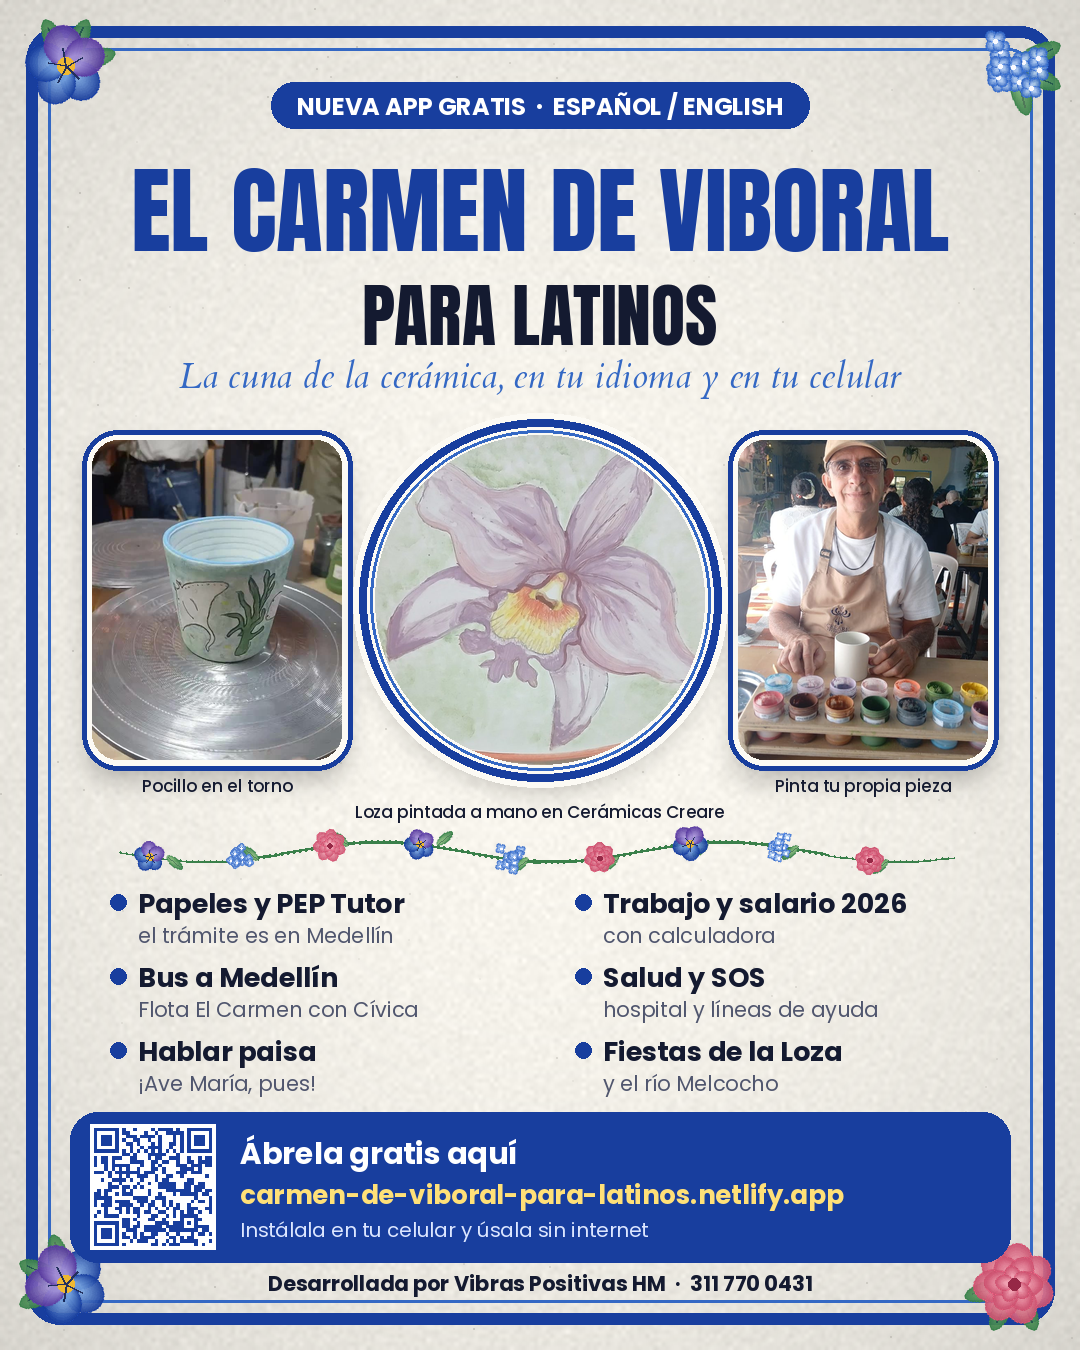 NUEVA APP GRATIS · ESPAÑOL / ENGLISH
EL CARMEN DE VIBORAL
PARA LATINOS
La cuna de la cerámica, en tu idioma y en tu celular
Pocillo en el torno
Loza pintada a mano en Cerámicas Creare
Pinta tu propia pieza
Papeles y PEP Tutor
el trámite es en Medellín
Bus a Medellín
Flota El Carmen con Cívica
Hablar paisa
¡Ave María, pues!
Trabajo y salario 2026
con calculadora
Salud y SOS
hospital y líneas de ayuda
Fiestas de la Loza
y el río Melcocho
Ábrela gratis aquí
carmen-de-viboral-para-latinos.netlify.app
Instálala en tu celular y úsala sin internet
Desarrollada por Vibras Positivas HM · 311 770 0431